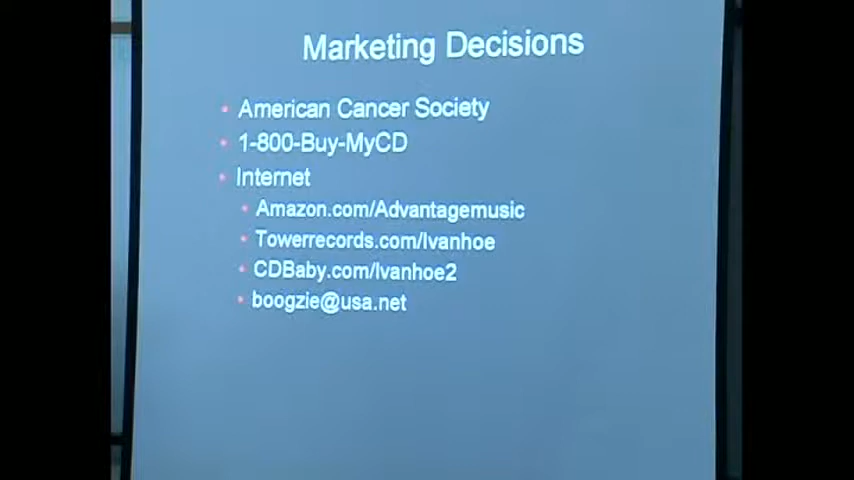 Marketing Decisions
American Cancer Society
1-800-Buy-MyCD
Internet
Amazon.com/Advantagemusic
Towerrecords.com/Ivanhoe
CDBaby.com/Ivanhoe2
boogzie@usa.net